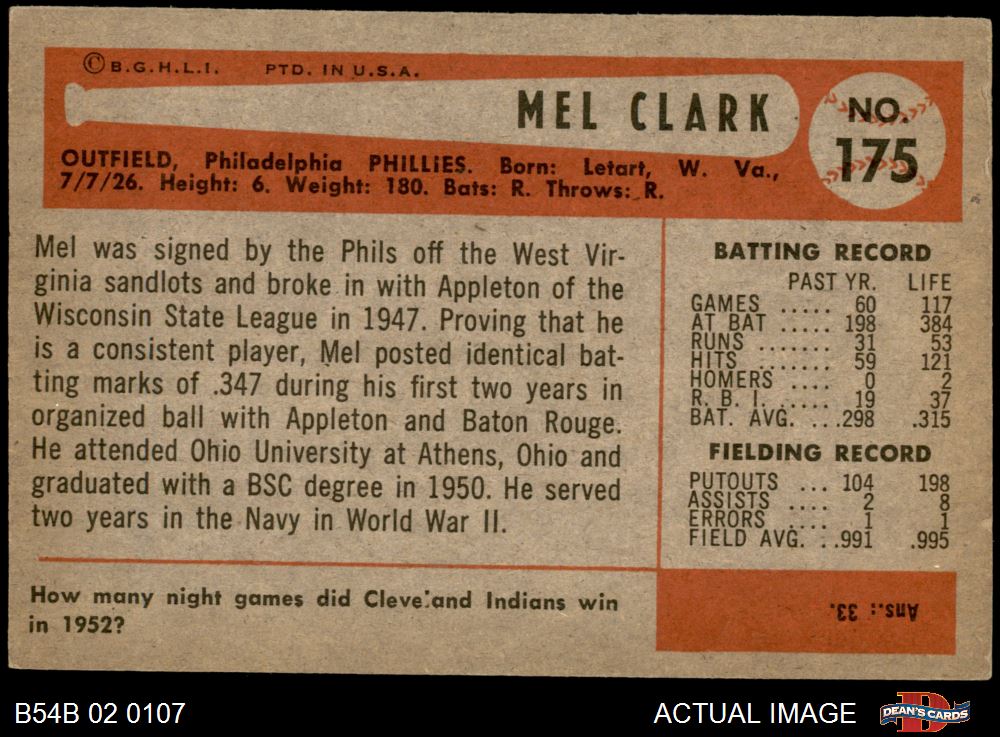 © B.G.H.L.I. PTD. IN U.S.A.
MEL CLARK
NO.
175
OUTFIELD, Philadelphia PHILLIES. Born: Letart, W. Va.,
7/7/26. Height: 6. Weight: 180. Bats: R. Throws: R.
Mel was signed by the Phils off the West Vir-
ginia sandlots and broke in with Appleton of the
Wisconsin State League in 1947. Proving that he
is a consistent player, Mel posted identical bat-
ting marks of .347 during his first two years in
organized ball with Appleton and Baton Rouge.
He attended Ohio University at Athens, Ohio and
graduated with a BSC degree in 1950. He served
two years in the Navy in World War II.
BATTING RECORD
PAST YR. LIFE
GAMES ..... 60 117
AT BAT ..... 198 384
RUNS ....... 31 53
HITS ....... 59 121
HOMERS .... 0 2
R. B. I. ..... 19 37
BAT. AVG. ...298 .315
FIELDING RECORD
PUTOUTS ... 104 198
ASSISTS .... 2 8
ERRORS .... 1 1
FIELD AVG. ..991 .995
How many night games did Cleveland Indians win
in 1952?
Ans.: 33.
B54B 02 0107
ACTUAL IMAGE
DEAN'S CARDS